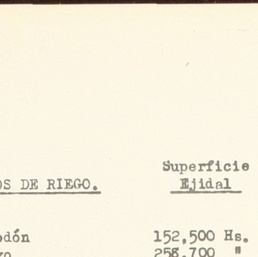 Superficie
OS DE RIEGO. Ejidal
odón 152,500 Hs.
258,700 "